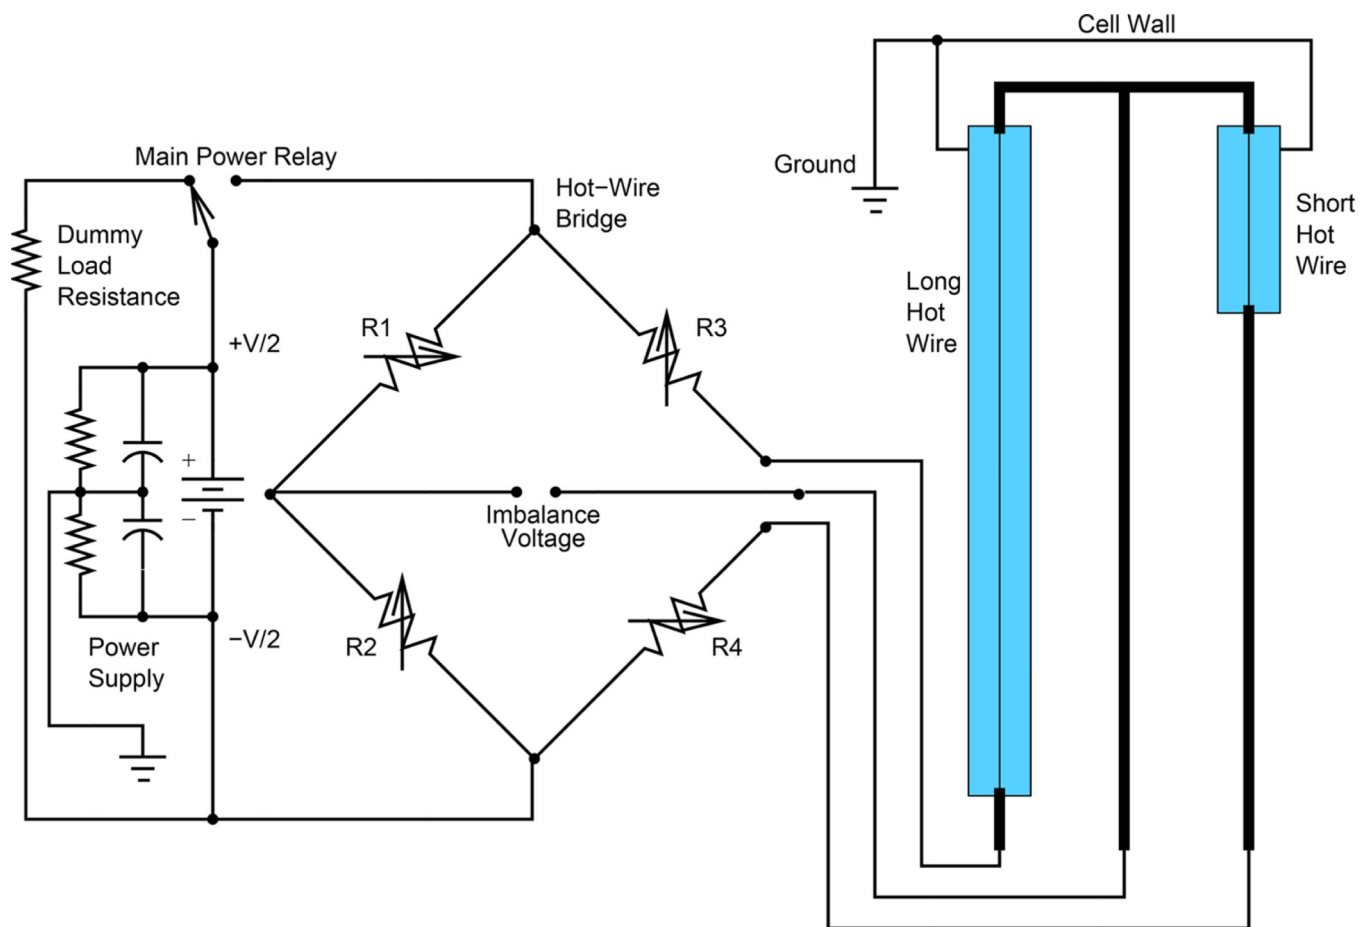 Cell Wall
Main Power Relay
Ground
Hot−Wire
Bridge
Short
Hot
Wire
Dummy
Load
Resistance
Long
Hot
Wire
R1
R3
+V/2
+
Imbalance
Voltage
−
−V/2
Power
Supply
R2
R4